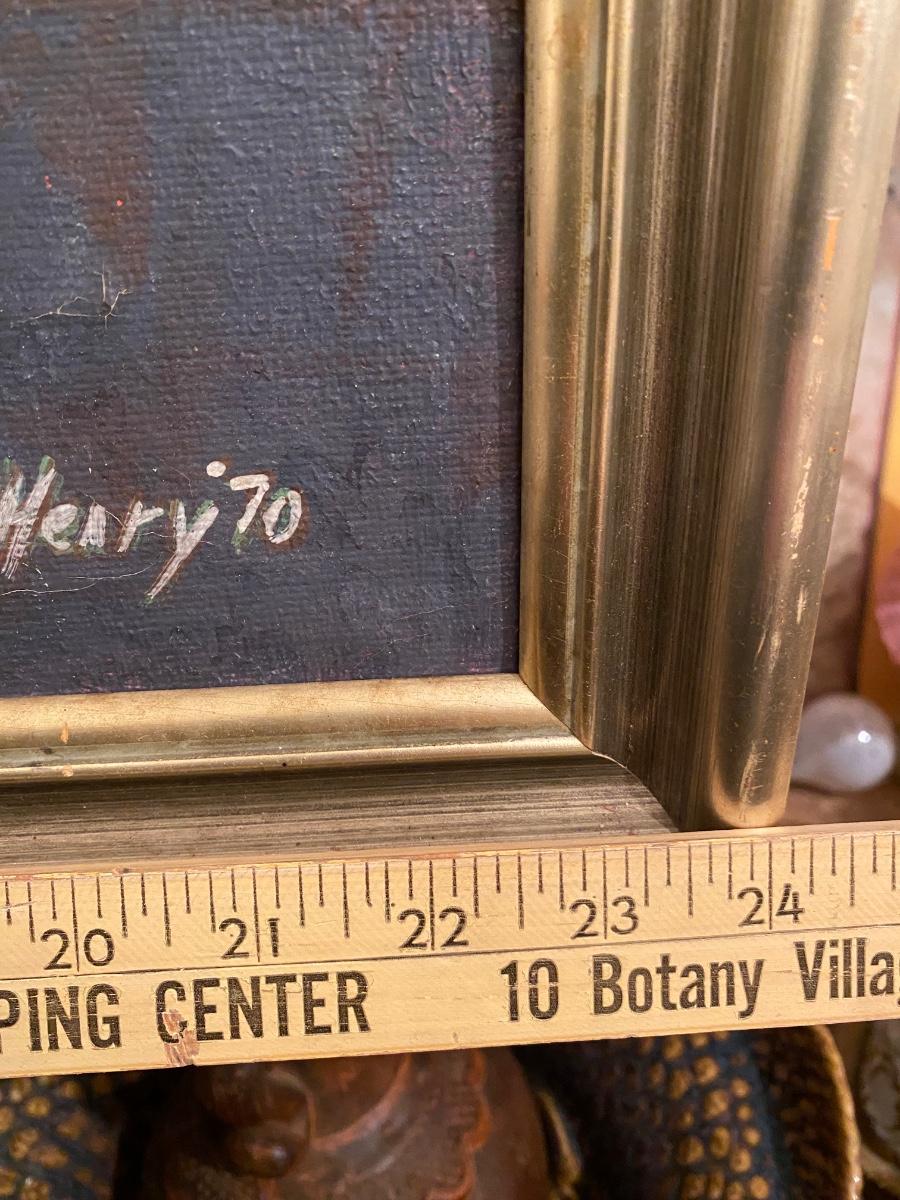 Henry '70
20 21 22 23 24
PING CENTER 10 Botany Villa